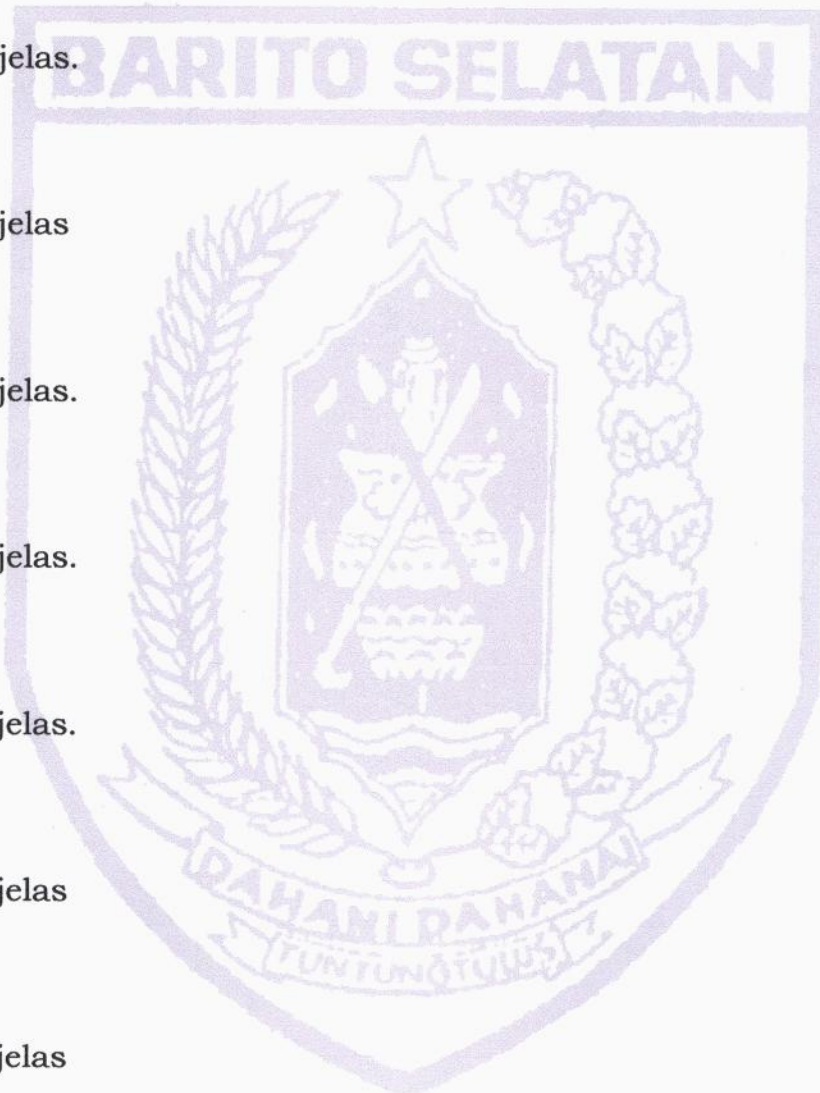 BARITO SELATAN
jelas.
jelas
jelas.
jelas.
jelas.
jelas
DAHANI DAHANAI
TUNTUNG TULUS
jelas